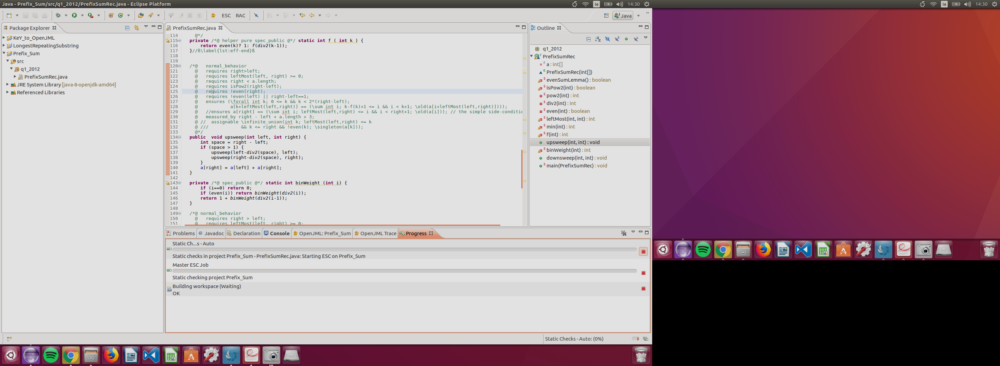 Java - Prefix_Sum/src/q1_2012/PrefixSumRec.java - Eclipse Platform
Ie
14:30
Ie
14:30
ESC RAC
Java
Package Explorer
KeY_to_OpenJML
LongestRepeatingSubstring
Prefix_Sum
src
q1_2012
PrefixSumRec.java
JRE System Library [java-8-openjdk-amd64]
Referenced Libraries
PrefixSumRec.java
114 @*/
115 private /*@ helper pure spec_public @*/ static int f ( int k ) {
116 return even(k)? 1: f(div2(k-1));
117 }//ß\label{lst:eff-end}ß
118
119
120 /*@ normal_behavior
121 @ requires right>left;
122 @ requires leftMost(left, right) >= 0;
123 @ requires right < a.length;
124 @ requires isPow2(right-left);
125 @ requires !even(right);
126 @ requires !even(left) || right-left==1;
127 @ ensures (\forall int k; 0 <= k && k < 2*(right-left);
128 @ a[k+leftMost(left,right)] == (\sum int i; k-f(k)+1 <= i && i < k+1; \old(a[i+leftMost(left,right)])));
129 @ //ensures a[right] == (\sum int i; leftMost(left,right) <= i && i < right+1; \old(a[i])); // the simple side-conditio
130 @ measured_by right - left + a.length + 3;
131 @ // assignable \infinite_union(int k; leftMost(left,right) <= k
132 @ /// && k <= right && !even(k); \singleton(a[k]));
133 @*/
134 public void upsweep(int left, int right) {
135 int space = right - left;
136 if (space > 1) {
137 upsweep(left-div2(space), left);
138 upsweep(right-div2(space), right);
139 }
140 a[right] = a[left] + a[right];
141 }
142
143 private /*@ spec_public @*/ static int binWeight (int i) {
144 if (i==0) return 0;
145 if (even(i)) return binWeight(div2(i));
146 return 1 + binWeight(div2(i-1));
147 }
148
149 /*@ normal_behavior
150 @ requires right > left;
151 @ requires leftMost(left, right) >= 0;
Outline
q1_2012
PrefixSumRec
a : int[]
PrefixSumRec(int[])
evenSumLemma() : boolean
isPow2(int) : boolean
pow2(int) : int
div2(int) : int
even(int) : boolean
leftMost(int, int) : int
min(int) : int
f(int) : int
upsweep(int, int) : void
binWeight(int) : int
downsweep(int, int) : void
main(PrefixSumRec) : void
Problems @ Javadoc Declaration Console OpenJML: Prefix_Sum OpenJML Trace Progress
Static Ch...s - Auto
Static checks in project Prefix_Sum - PrefixSumRec.java: Starting ESC on Prefix_Sum
Master ESC Job
Static checking project Prefix_Sum
Building workspace (Waiting)
OK
Static Checks - Auto: (0%)